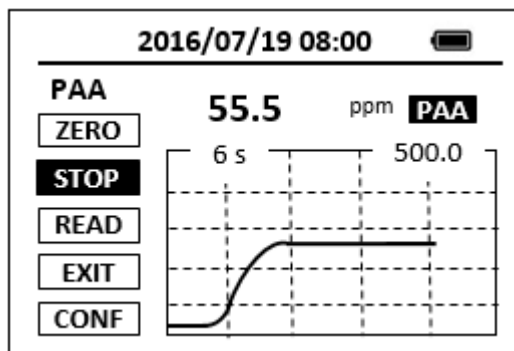 2016/07/19 08:00
PAA
55.5 ppm PAA
ZERO
6 s 500.0
STOP
READ
EXIT
CONF